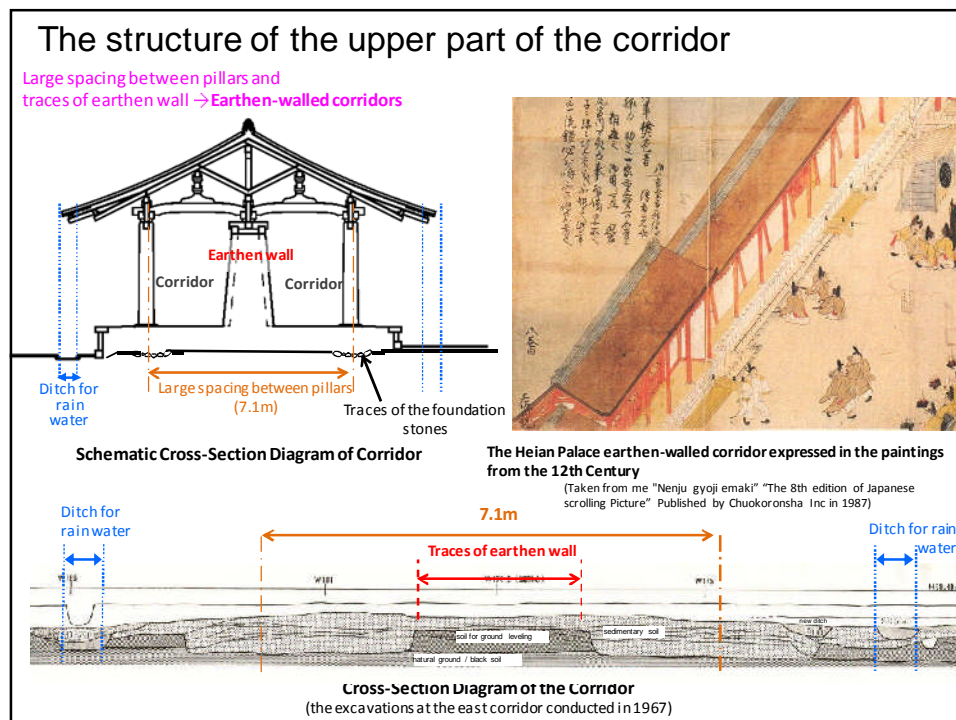 The structure of the upper part of the corridor
Large spacing between pillars and
traces of earthen wall →Earthen-walled corridors
Earthen wall
Corridor
Corridor
Ditch for
rain
water
Large spacing between pillars
(7.1m)
Traces of the foundation
stones
Schematic Cross-Section Diagram of Corridor
The Heian Palace earthen-walled corridor expressed in the paintings
from the 12th Century
(Taken from me "Nenju gyoji emaki" "The 8th edition of Japanese
scrolling Picture" Published by Chuokoronsha Inc in 1987)
Ditch for
rain water
7.1m
Ditch for rain
water
Traces of earthen wall
new ditch
soil for ground leveling
sedimentary soil
natural ground / black soil
Cross-Section Diagram of the Corridor
(the excavations at the east corridor conducted in 1967)